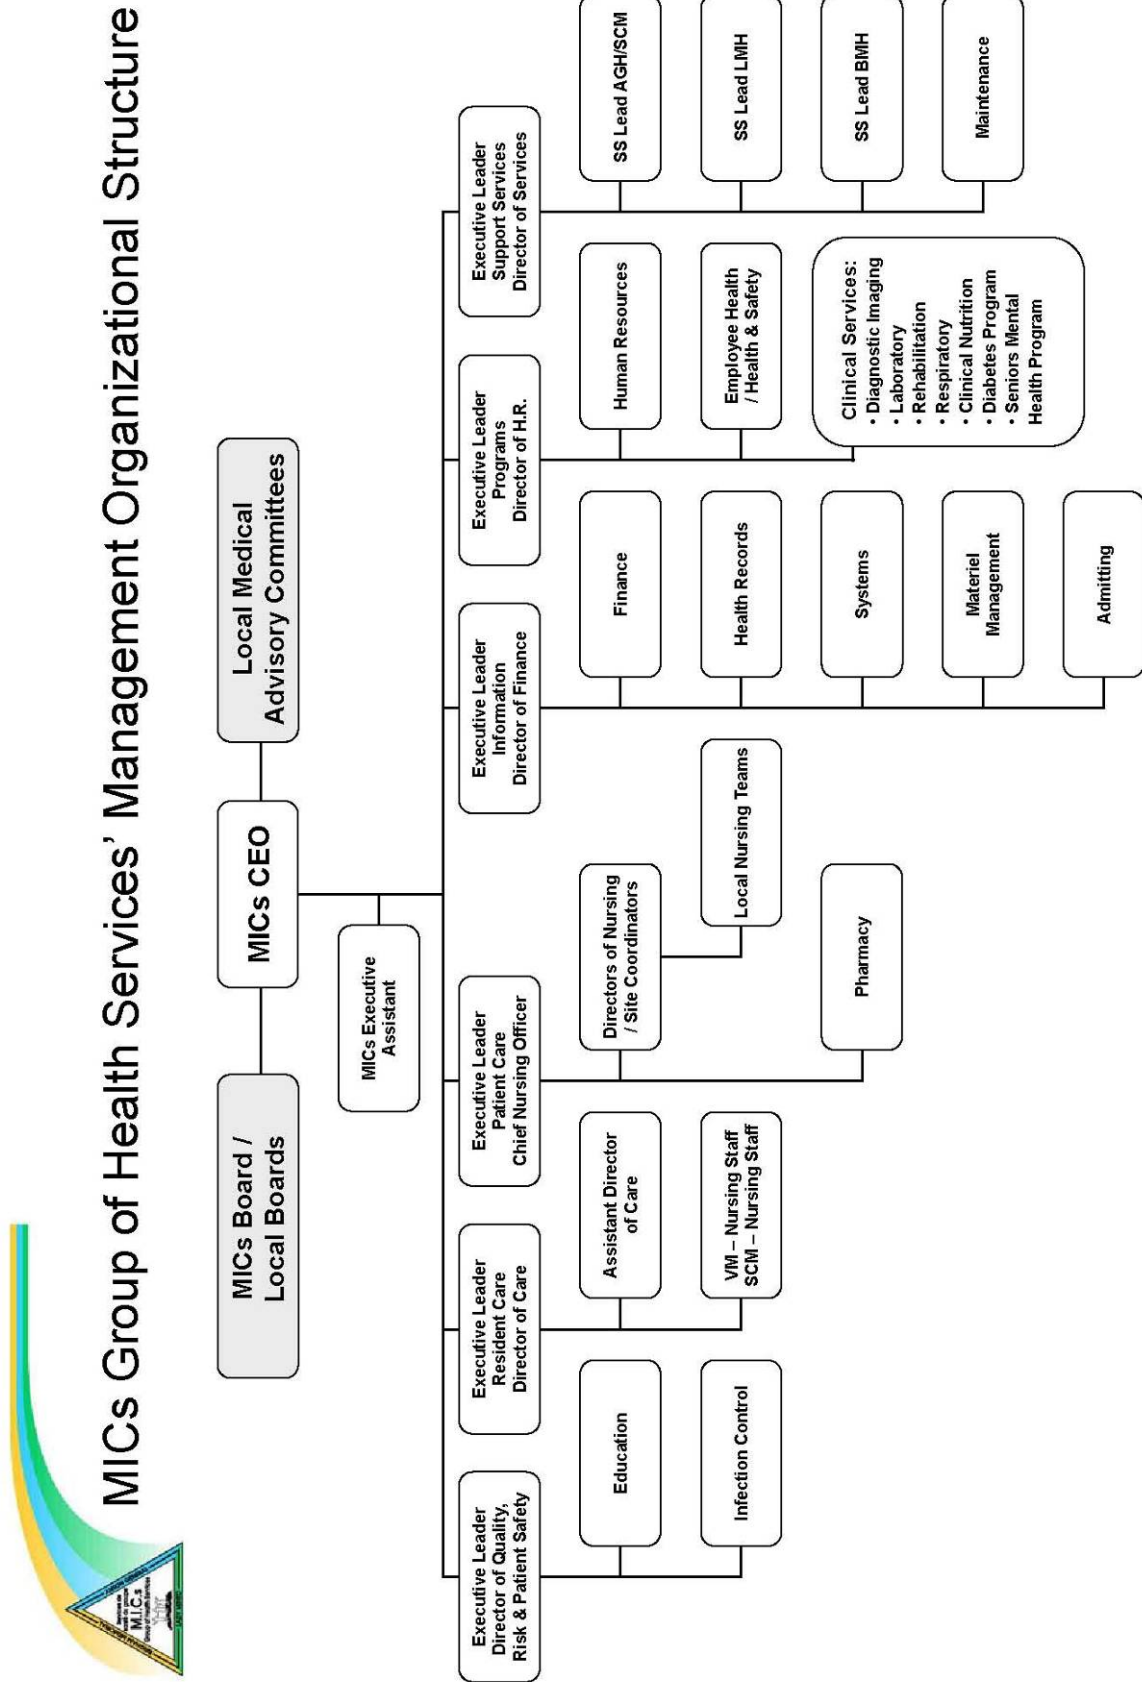 MICs Group of Health Services’ Management Organizational Structure
M.I.C.s
Group of Health Services
MICs Board /
Local Boards
MICs CEO
Local Medical
Advisory Committees
MICs Executive
Assistant
Executive Leader
Director of Quality,
Risk & Patient Safety
Education
Infection Control
Executive Leader
Resident Care
Director of Care
Assistant Director
of Care
VM – Nursing Staff
SCM – Nursing Staff
Executive Leader
Patient Care
Chief Nursing Officer
Directors of Nursing
/ Site Coordinators
Local Nursing Teams
Pharmacy
Executive Leader
Information
Director of Finance
Finance
Health Records
Systems
Materiel
Management
Admitting
Executive Leader
Programs
Director of H.R.
Human Resources
Employee Health
/ Health & Safety
Clinical Services:
• Diagnostic Imaging
• Laboratory
• Rehabilitation
• Respiratory
• Clinical Nutrition
• Diabetes Program
• Seniors Mental
Health Program
Executive Leader
Support Services
Director of Services
SS Lead AGH/SCM
SS Lead LMH
SS Lead BMH
Maintenance